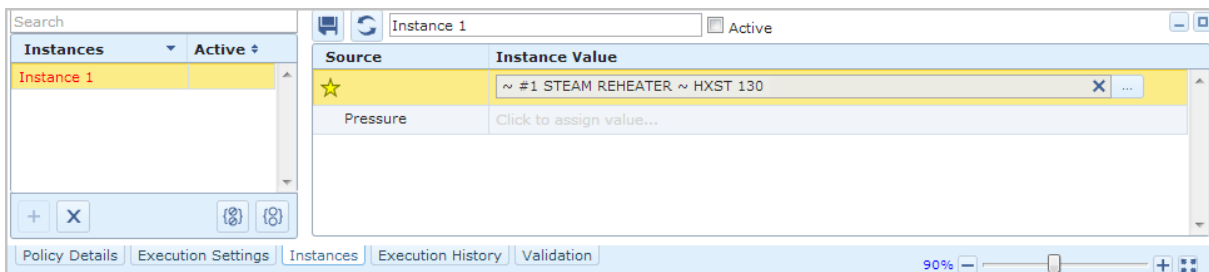 Search
Instances Active
Instance 1
Instance 1 Active
Source Instance Value
~ #1 STEAM REHEATER ~ HXST 130 ...
Pressure Click to assign value...
Policy Details Execution Settings Instances Execution History Validation
90%